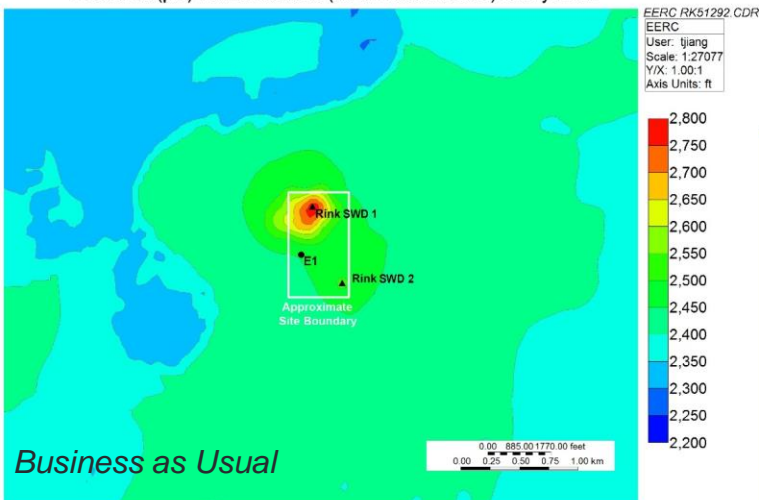 EERC RK51292.CDR
EERC
User: tjiang
Scale: 1:27077
Y/X: 1.00:1
Axis Units: ft
2,800
2,750
2,700
2,650
2,600
2,550
2,500
2,450
2,400
2,350
2,300
2,250
2,200
Rink SWD 1
E1
Rink SWD 2
Approximate
Site Boundary
Business as Usual
0.00 885.00 1770.00 feet
0.00 0.25 0.50 0.75 1.00 km